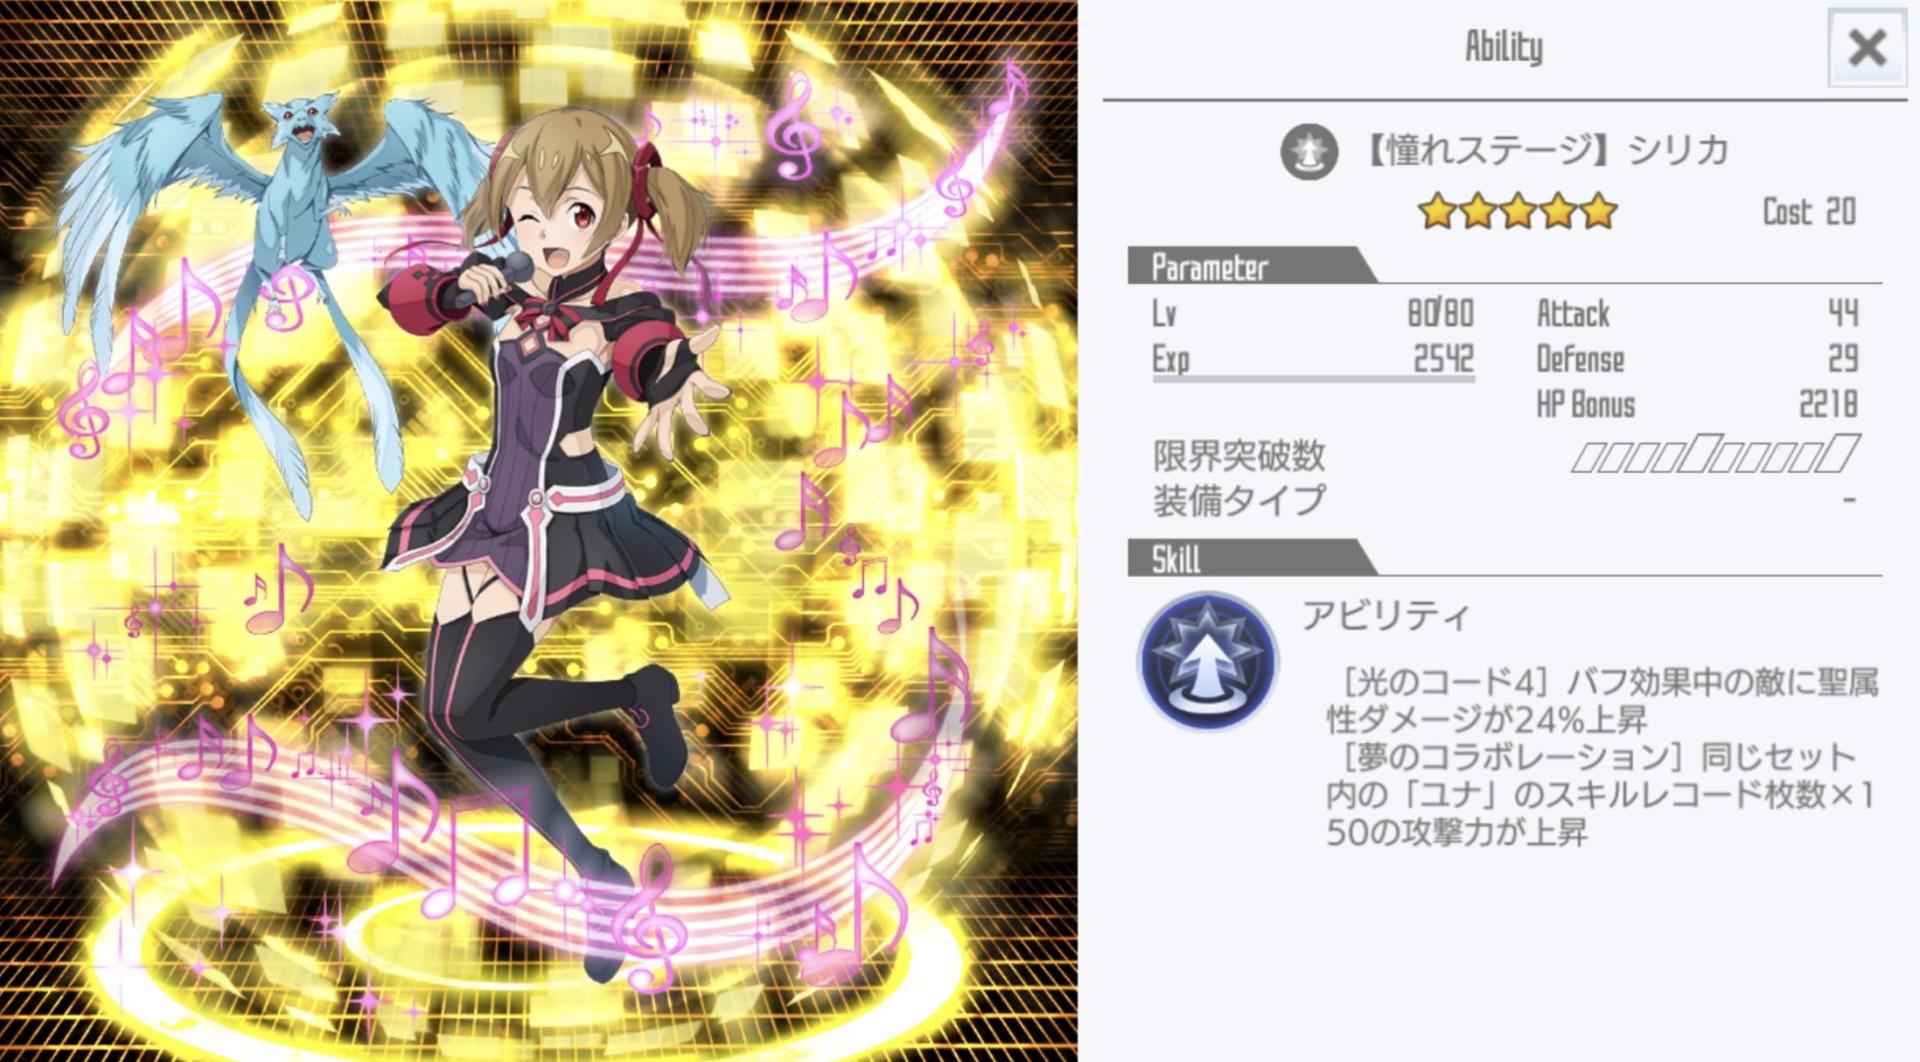 Ability
【憧れステージ】シリカ
Cost 20
Parameter
Lv 80/80 Attack 44
Exp 2542 Defense 29
HP Bonus 2218
限界突破数
装備タイプ -
Skill
アビリティ
［光のコード4］バフ効果中の敵に聖属
性ダメージが24%上昇
［夢のコラボレーション］同じセット
内の「ユナ」のスキルレコード枚数×1
50の攻撃力が上昇